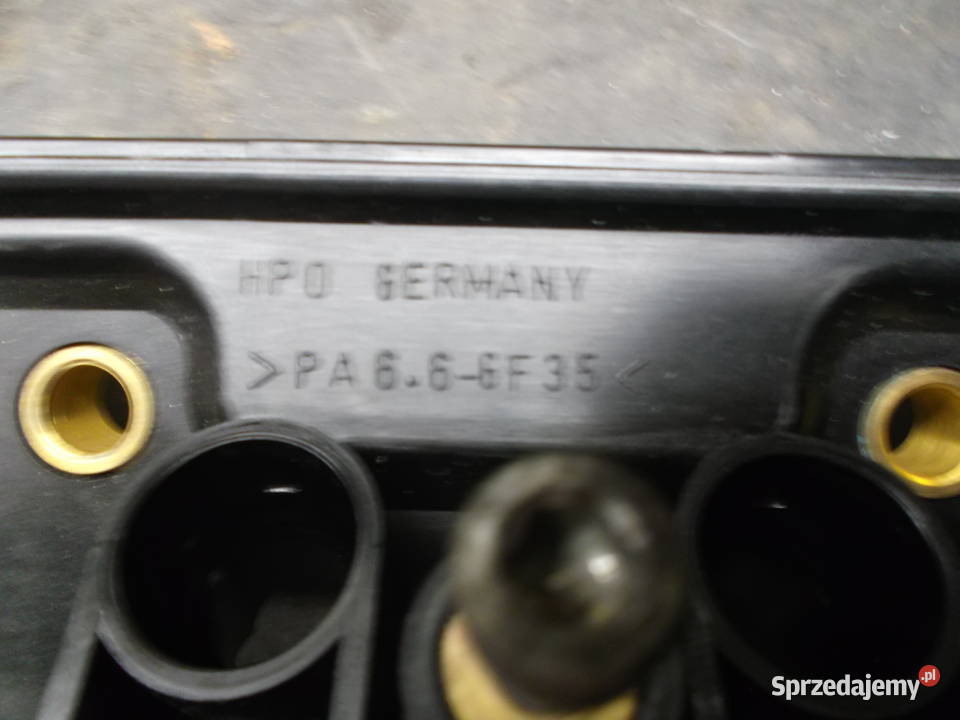 HPO GERMANY
>PA6.6-GF35<
Sprzedajemy.pl